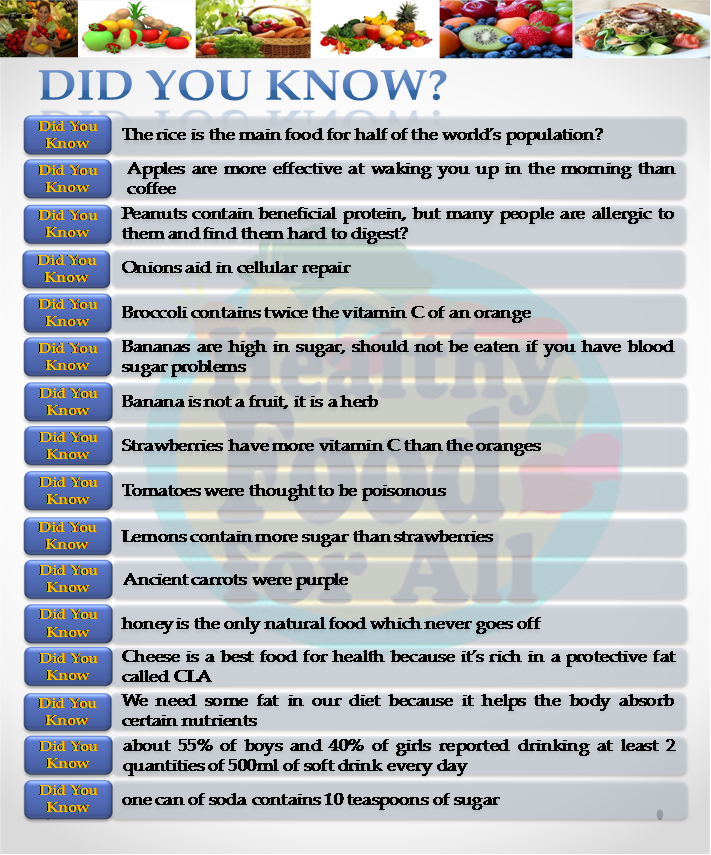 DID YOU KNOW?
Did You
Know
The rice is the main food for half of the world's population?
Did You
Know
Apples are more effective at waking you up in the morning than
coffee
Did You
Know
Peanuts contain beneficial protein, but many people are allergic to
them and find them hard to digest?
Did You
Know
Onions aid in cellular repair
Did You
Know
Broccoli contains twice the vitamin C of an orange
Did You
Know
Bananas are high in sugar, should not be eaten if you have blood
sugar problems
Did You
Know
Banana is not a fruit, it is a herb
Did You
Know
Strawberries have more vitamin C than the oranges
Did You
Know
Tomatoes were thought to be poisonous
Did You
Know
Lemons contain more sugar than strawberries
Did You
Know
Ancient carrots were purple
Did You
Know
honey is the only natural food which never goes off
Did You
Know
Cheese is a best food for health because it's rich in a protective fat
called CLA
Did You
Know
We need some fat in our diet because it helps the body absorb
certain nutrients
Did You
Know
about 55% of boys and 40% of girls reported drinking at least 2
quantities of 500ml of soft drink every day
Did You
Know
one can of soda contains 10 teaspoons of sugar
Healthy
Food
for All